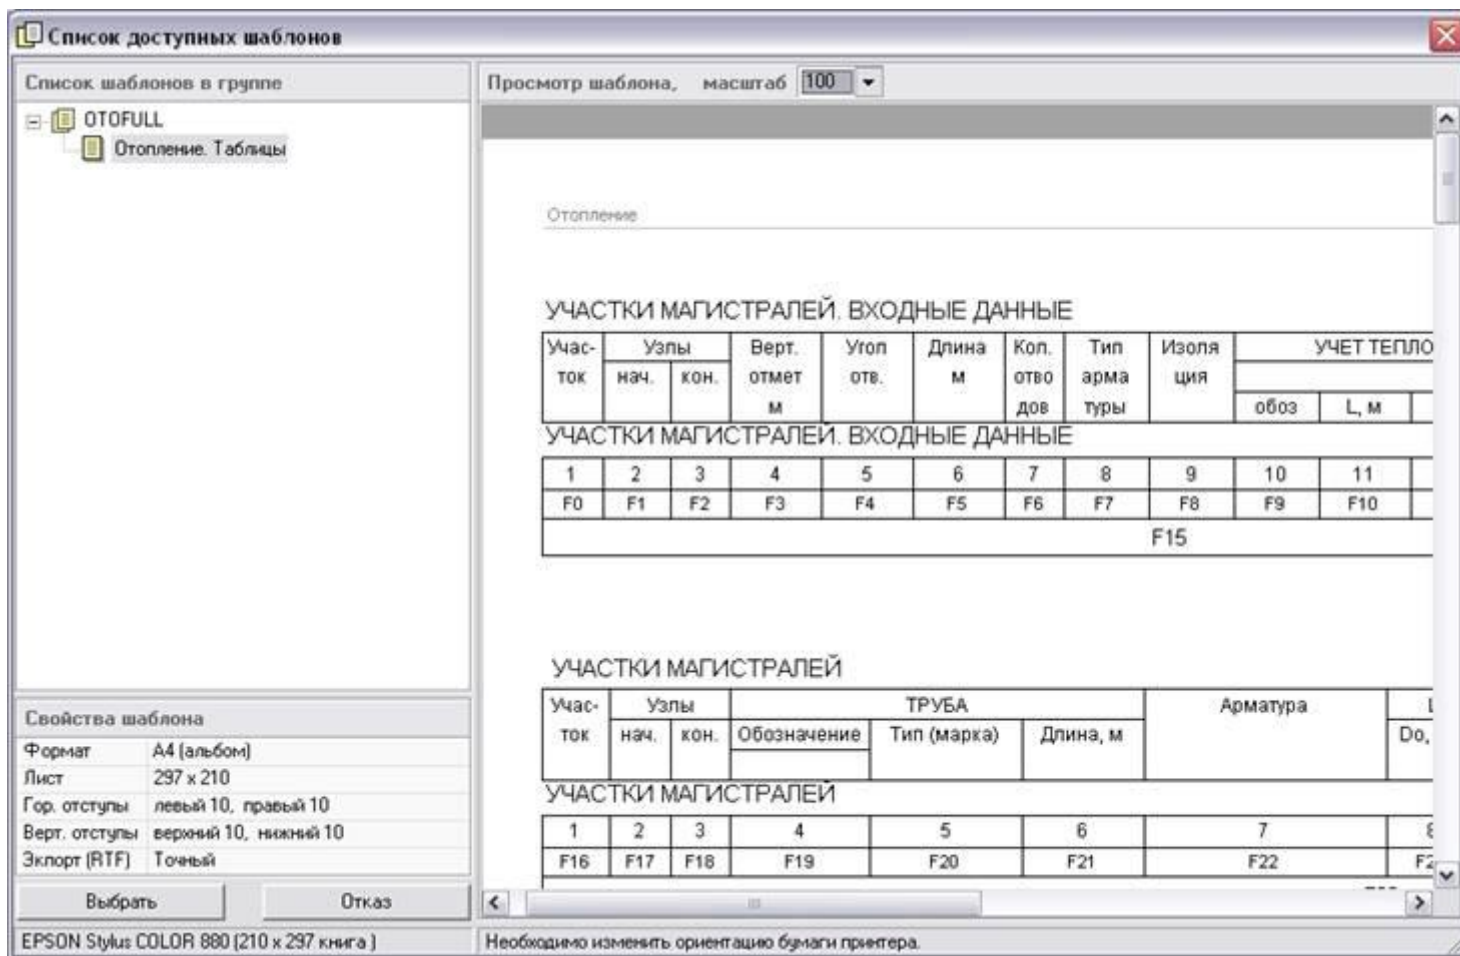 Список доступных шаблонов
Список шаблонов в группе
OTOFULL
Отопление. Таблицы
Свойства шаблона
Формат A4 (альбом)
Лист 297 x 210
Гор. отступы левый 10, правый 10
Верт. отступы верхний 10, нижний 10
Экпорт (RTF) Точный
Выбрать Отказ
EPSON Stylus COLOR 880 (210 x 297 книга )
Просмотр шаблона, масштаб 100
Отопление
УЧАСТКИ МАГИСТРАЛЕЙ. ВХОДНЫЕ ДАННЫЕ
Учас- Узлы Верт. Угол Длина Кол. Тип Изоля УЧЕТ ТЕПЛО
ток нач. кон. отмет отв. м отво арма ция
м дов туры обоз L, м
УЧАСТКИ МАГИСТРАЛЕЙ. ВХОДНЫЕ ДАННЫЕ
1 2 3 4 5 6 7 8 9 10 11
F0 F1 F2 F3 F4 F5 F6 F7 F8 F9 F10
F15
УЧАСТКИ МАГИСТРАЛЕЙ
Учас- Узлы ТРУБА Арматура
ток нач. кон. Обозначение Тип (марка) Длина, м Do,
УЧАСТКИ МАГИСТРАЛЕЙ
1 2 3 4 5 6 7 8
F16 F17 F18 F19 F20 F21 F22
Необходимо изменить ориентацию бумаги принтера.